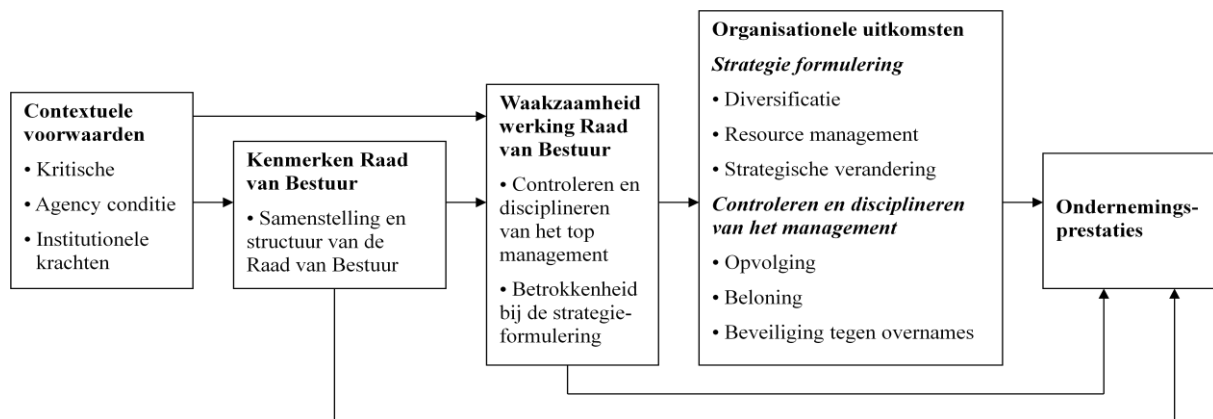 Contextuele
voorwaarden
• Kritische
• Agency conditie
• Institutionele
krachten
Kenmerken Raad
van Bestuur
• Samenstelling en
structuur van de
Raad van Bestuur
Waakzaamheid
werking Raad
van Bestuur
• Controleren en
disciplineren
van het top
management
• Betrokkenheid
bij de strategie-
formulering
Organisationele uitkomsten
Strategie formulering
• Diversificatie
• Resource management
• Strategische verandering
Controleren en disciplineren
van het management
• Opvolging
• Beloning
• Beveiliging tegen overnames
Ondernemings-
prestaties